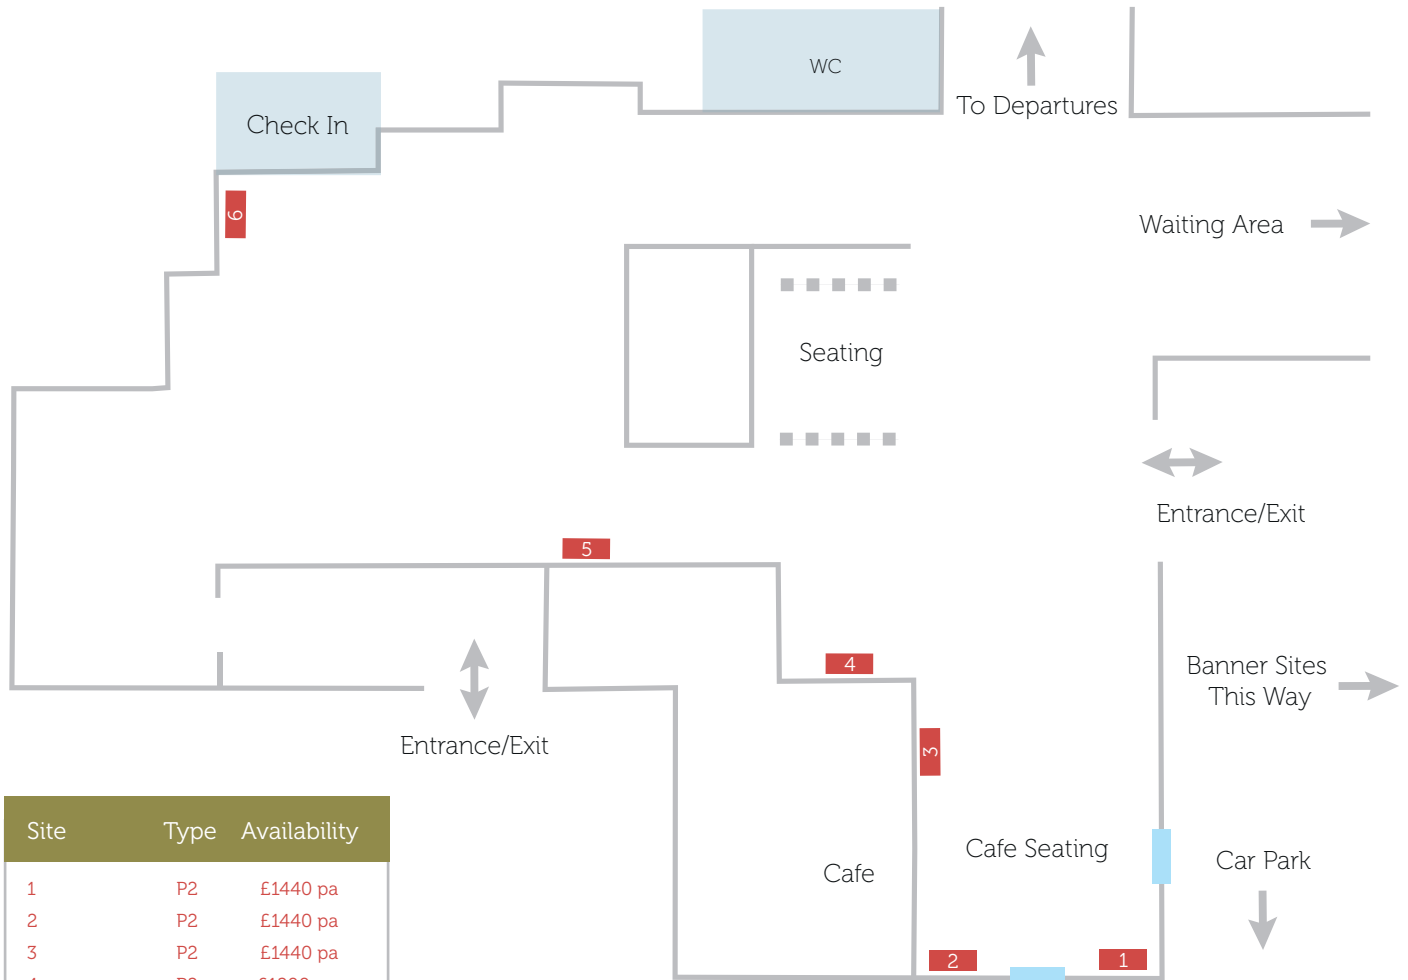 WC
To Departures
Check In
6
Waiting Area
Seating
Entrance/Exit
5
4
Banner Sites
This Way
3
Entrance/Exit
Site Type Availability
Cafe Seating
Car Park
Cafe
1 P2 £1440 pa
2 P2 £1440 pa
3 P2 £1440 pa
2
1